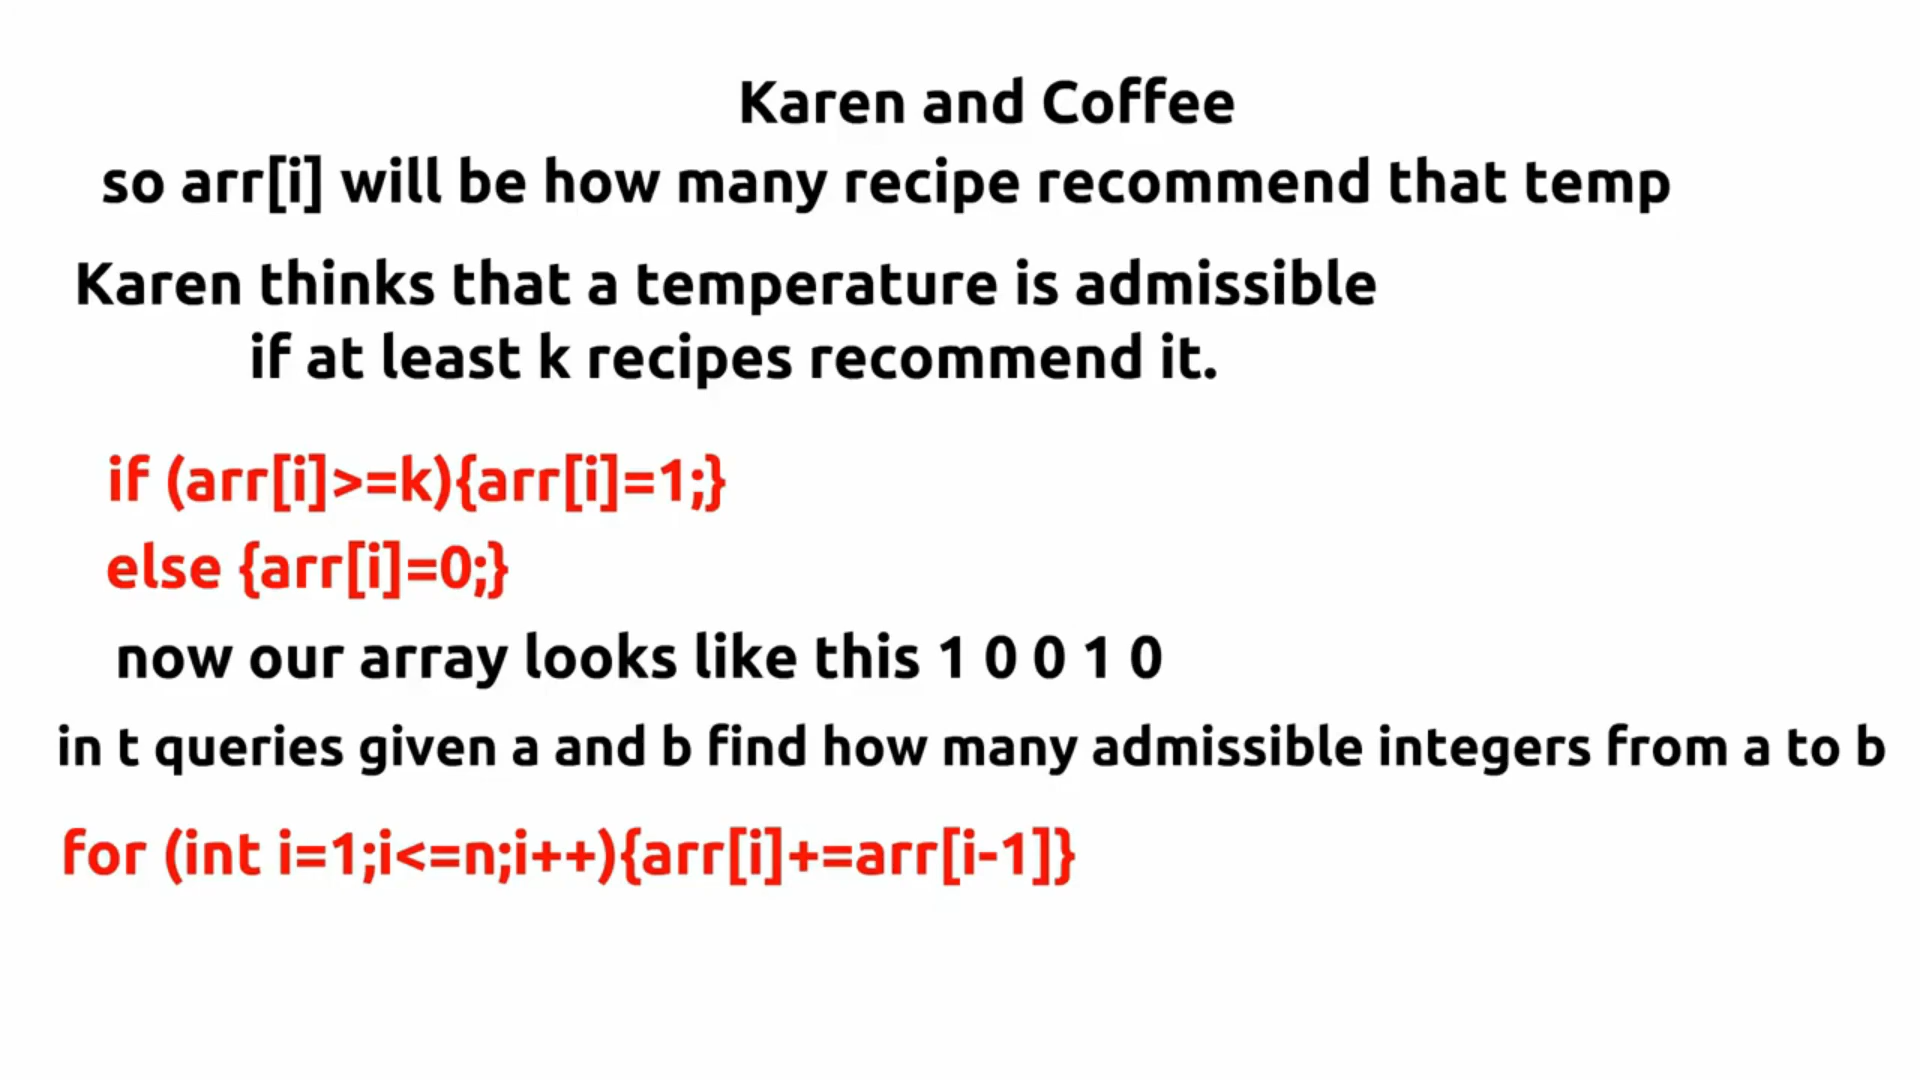 Karen and Coffee
so arr[i] will be how many recipe recommend that temp
Karen thinks that a temperature is admissible
if at least k recipes recommend it.
if (arr[i]>=k){arr[i]=1;}
else {arr[i]=0;}
now our array looks like this 1 0 0 1 0
in t queries given a and b find how many admissible integers from a to b
for (int i=1;i<=n;i++){arr[i]+=arr[i-1]}